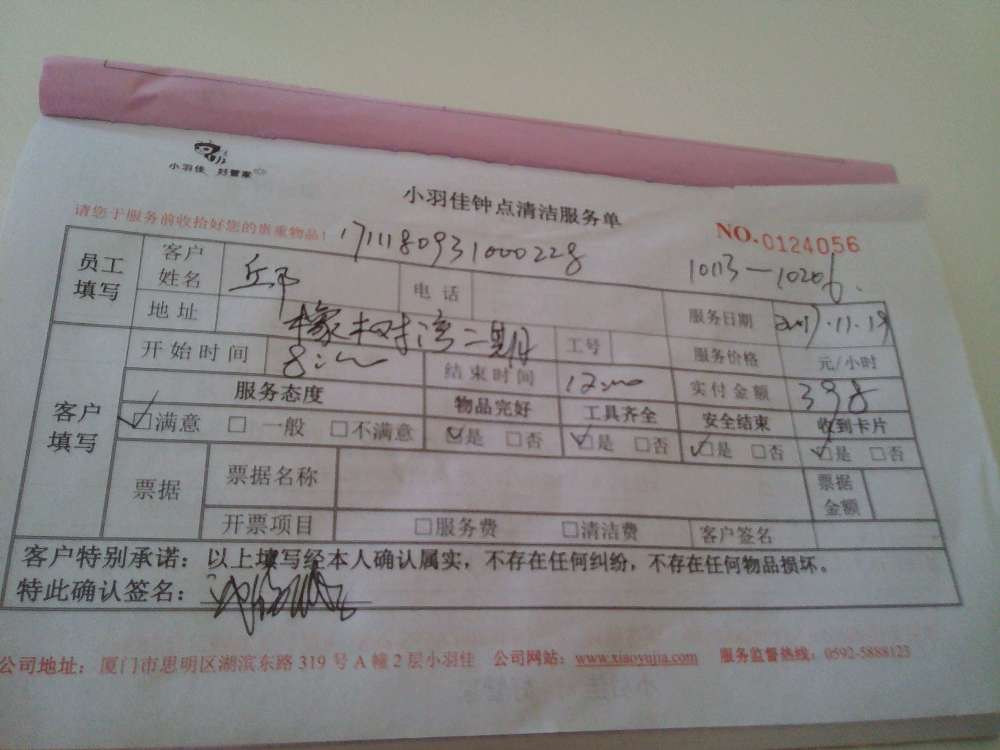 小羽佳 好管家
小羽佳钟点清洁服务单
请您于服务前收拾好您的贵重物品!
NO.0124056
1711180931000228
10113—10206
员工填写 客户姓名 电话 服务日期 2017.11.19
地址 橡树湾二期 工号 服务价格 元/小时
客户填写 开始时间 8:00 结束时间 12:00 实付金额 398
服务态度 物品完好 工具齐全 安全结束 收到卡片
☑满意 □ 一般 □不满意 ☑是 □否 ☑是 □否 ☑是 □否 ☑是 □否
票据 票据名称 票据金额
开票项目 □服务费 □清洁费 客户签名
客户特别承诺:以上填写经本人确认属实,不存在任何纠纷,不存在任何物品损坏。
特此确认签名:
公司地址:厦门市思明区湖滨东路 319 号 A 幢 2 层小羽佳 公司网站:www.xiaoyujia.com 服务监督热线:0592-5888123